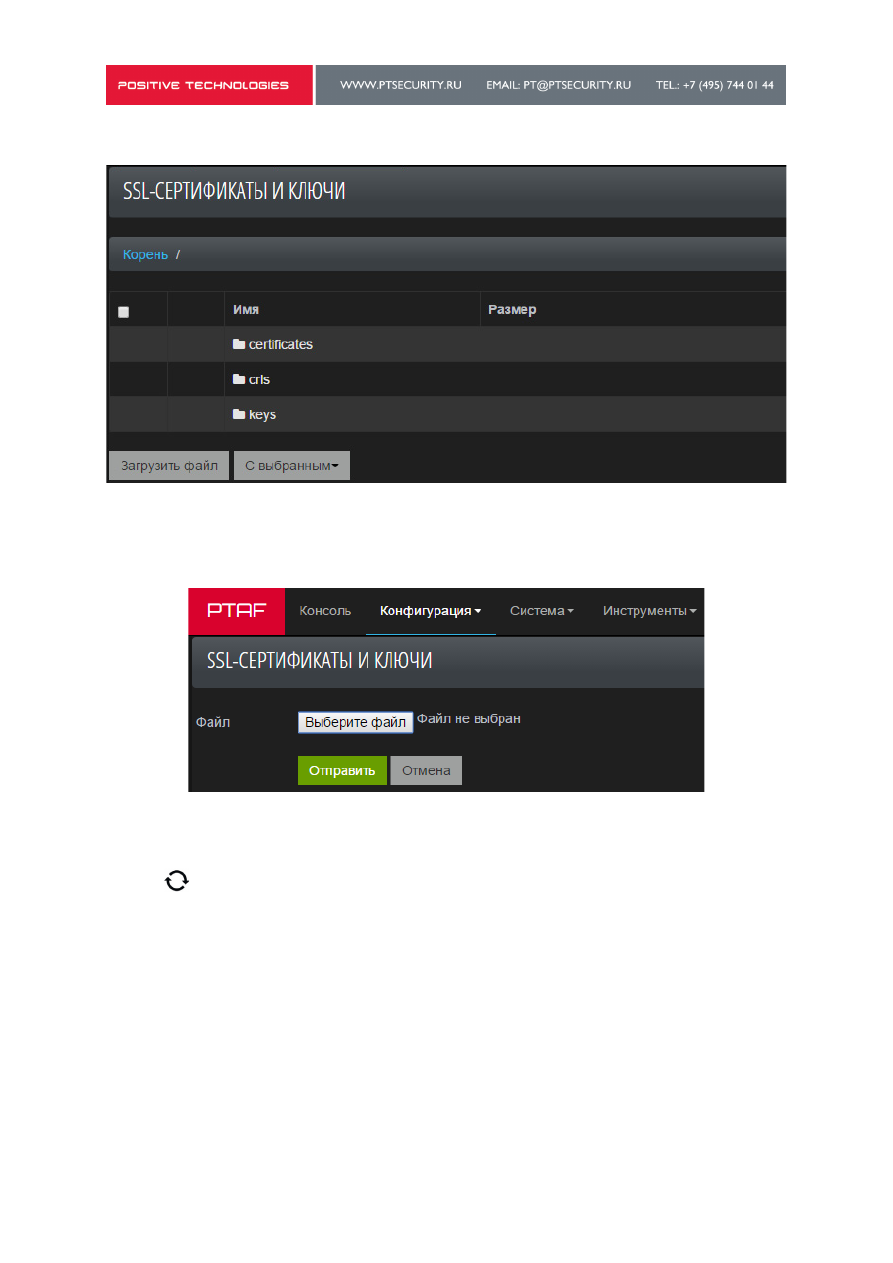 POSITIVE TECHNOLOGIES WWW.PTSECURITY.RU EMAIL: PT@PTSECURITY.RU TEL.: +7 (495) 744 01 44
SSL-СЕРТИФИКАТЫ И КЛЮЧИ
Корень /
Имя Размер
certificates
crls
keys
Загрузить файл С выбранным
PTAF Консоль Конфигурация Система Инструменты
SSL-СЕРТИФИКАТЫ И КЛЮЧИ
Файл Выберите файл Файл не выбран
Отправить Отмена